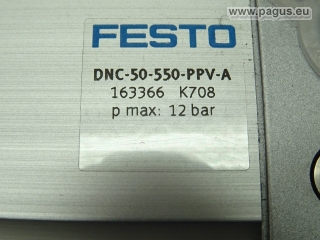 www.pagus.eu
FESTO
DNC-50-550-PPV-A
163366 K708
p max: 12 bar